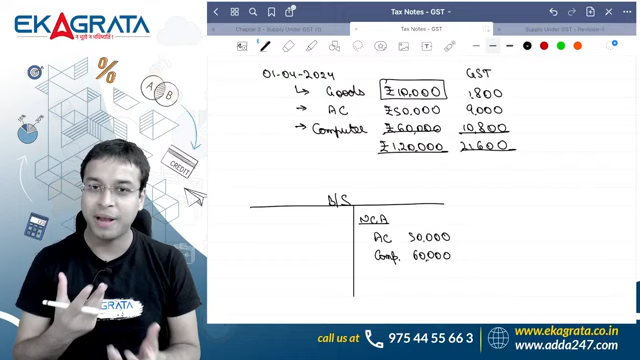 EKAGRATA
Tax Notes - GST
Chapter 2 - Supply Under GST (1)
Tax Notes - GST
Supply Under GST - Revision-1
01-04-2024
GST
Goods ₹10,000 1,800
→ AC ₹50,000 9,000
→ Computer ₹60,000 10,800
₹1,20,000 21,600
B/S
NCA
AC 50,000
Comp. 60,000
A B
CREDIT
EKAGRATA
call us at 975 44 55 66 3
www.ekagrata.co.in
www.adda247.com